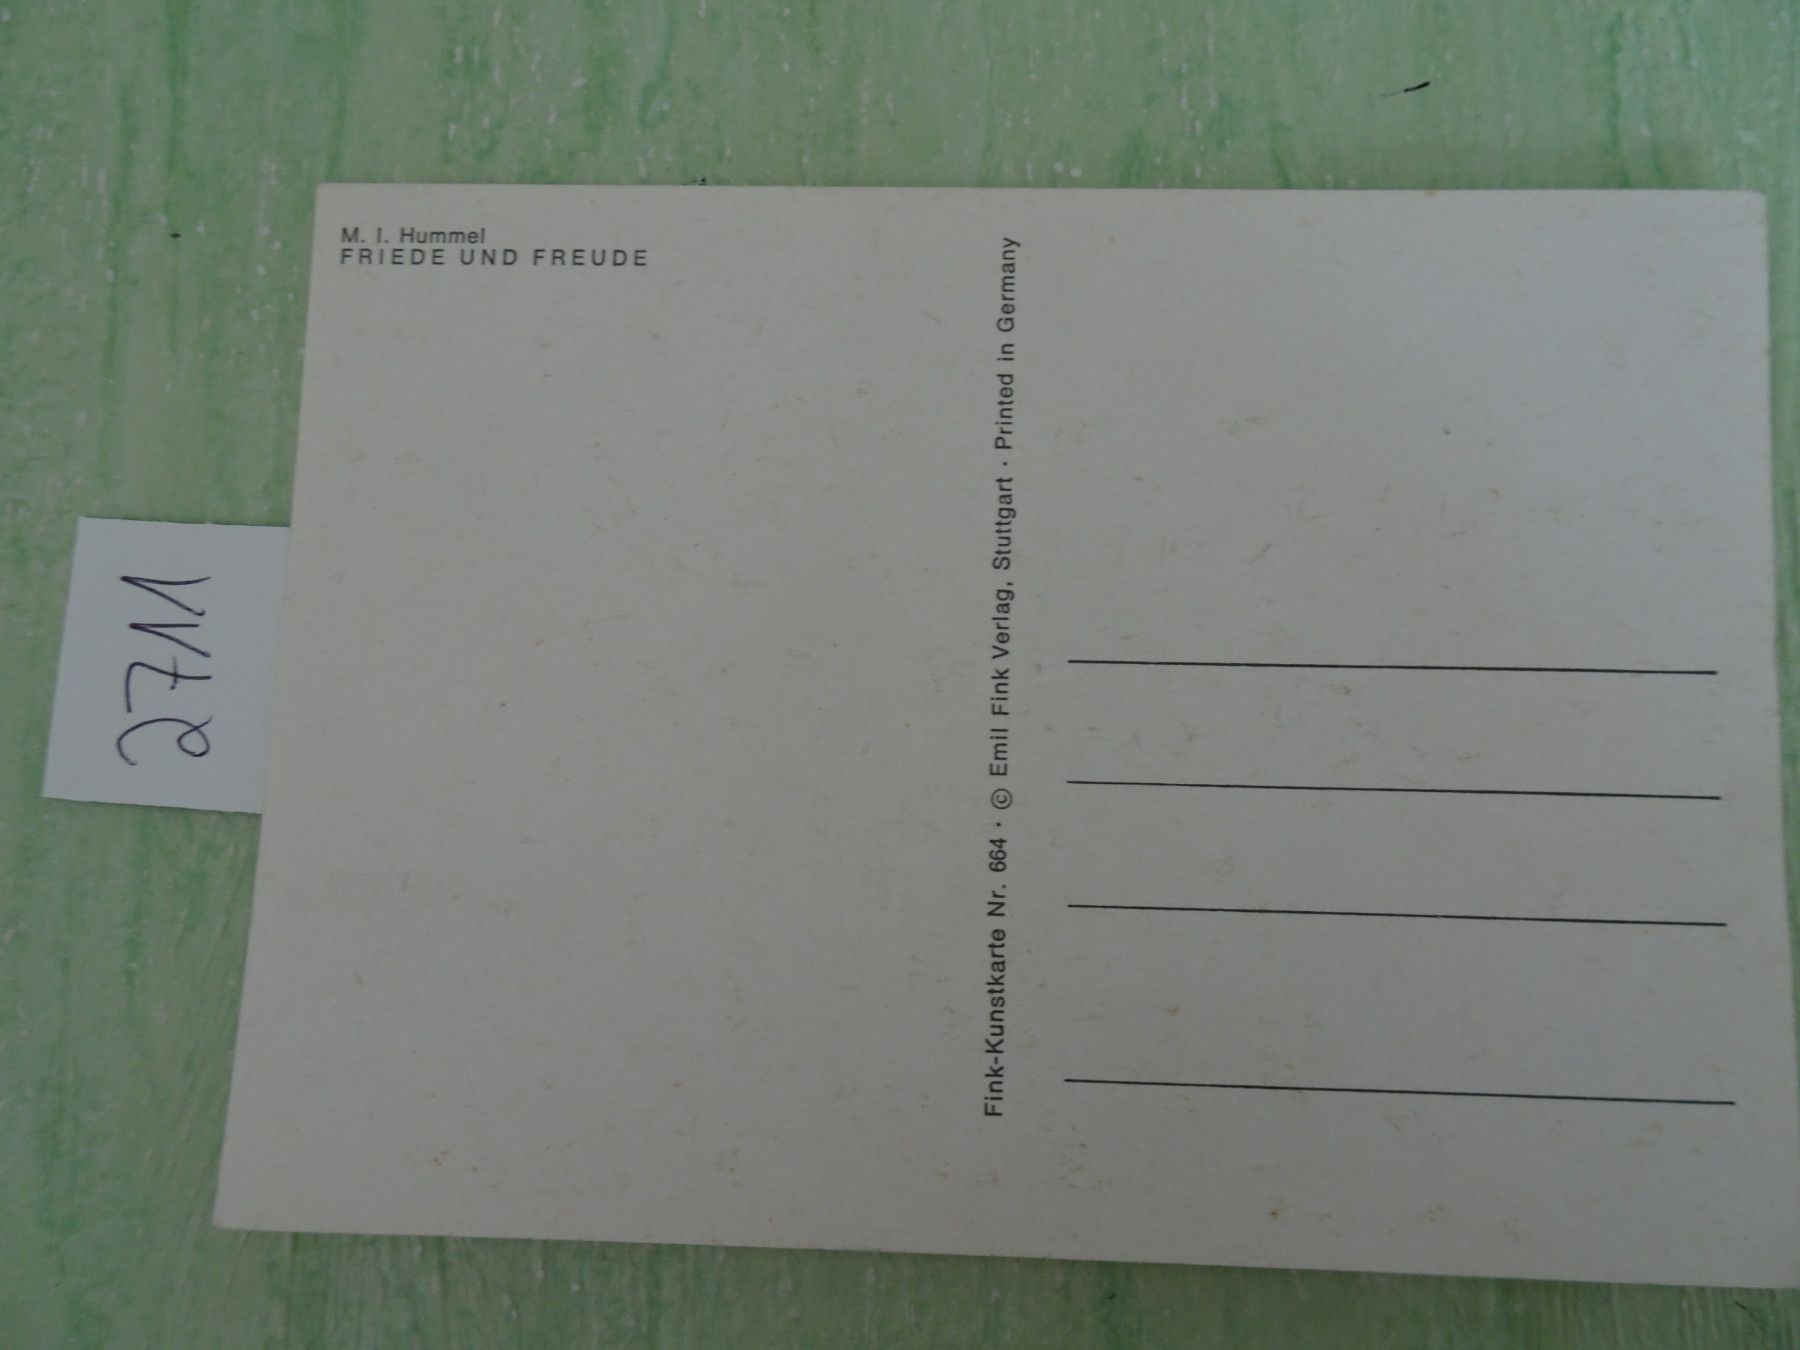 M. I. Hummel
FRIEDE UND FREUDE
Fink-Kunstkarte Nr. 664 · © Emil Fink Verlag, Stuttgart · Printed in Germany
2711